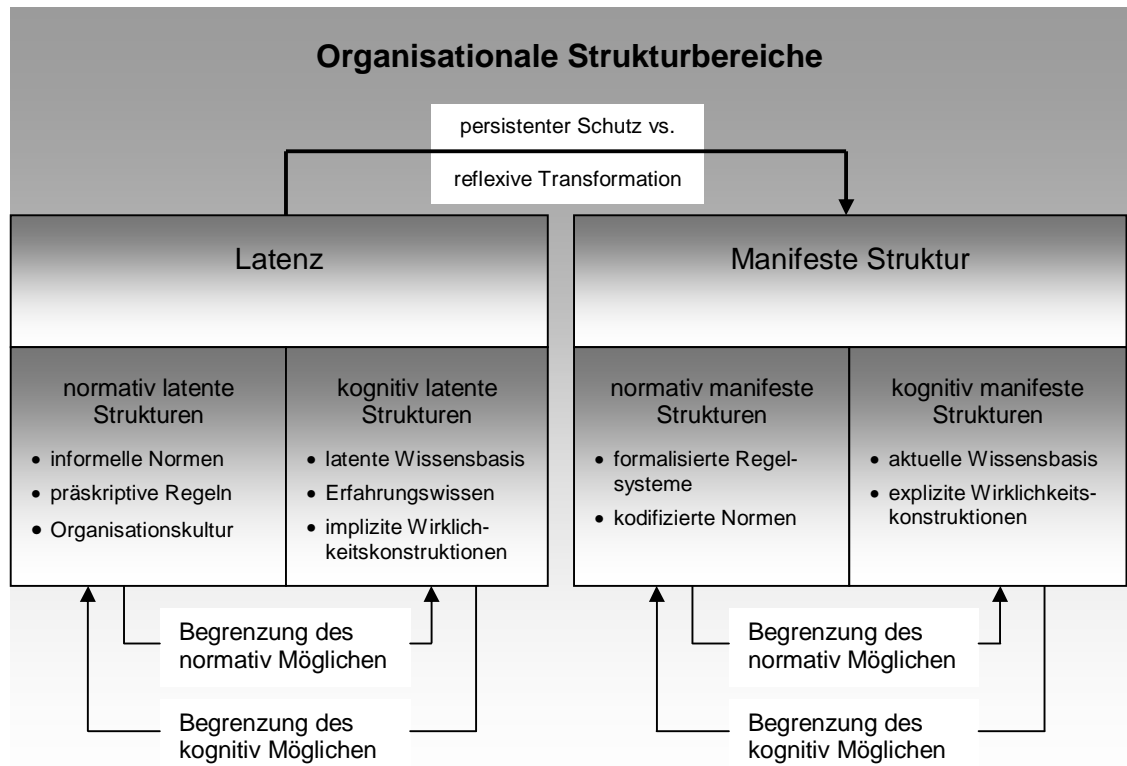 Organisationale Strukturbereiche
persistenter Schutz vs.
reflexive Transformation
Latenz
Manifeste Struktur
normativ latente
Strukturen
• informelle Normen
• präskriptive Regeln
• Organisationskultur
kognitiv latente
Strukturen
• latente Wissensbasis
• Erfahrungswissen
• implizite Wirklich-
keitskonstruktionen
normativ manifeste
Strukturen
• formalisierte Regel-
systeme
• kodifizierte Normen
kognitiv manifeste
Strukturen
• aktuelle Wissensbasis
• explizite Wirklichkeits-
konstruktionen
Begrenzung des
normativ Möglichen
Begrenzung des
kognitiv Möglichen
Begrenzung des
normativ Möglichen
Begrenzung des
kognitiv Möglichen